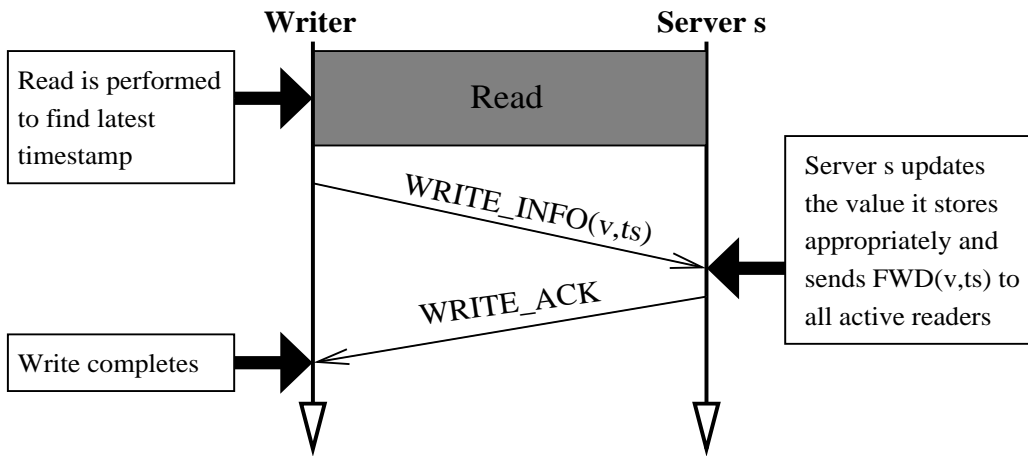 Writer
Server s
Read is performed
to find latest
timestamp
Read
WRITE_INFO(v,ts)
Server s updates
the value it stores
appropriately and
sends FWD(v,ts) to
all active readers
WRITE_ACK
Write completes